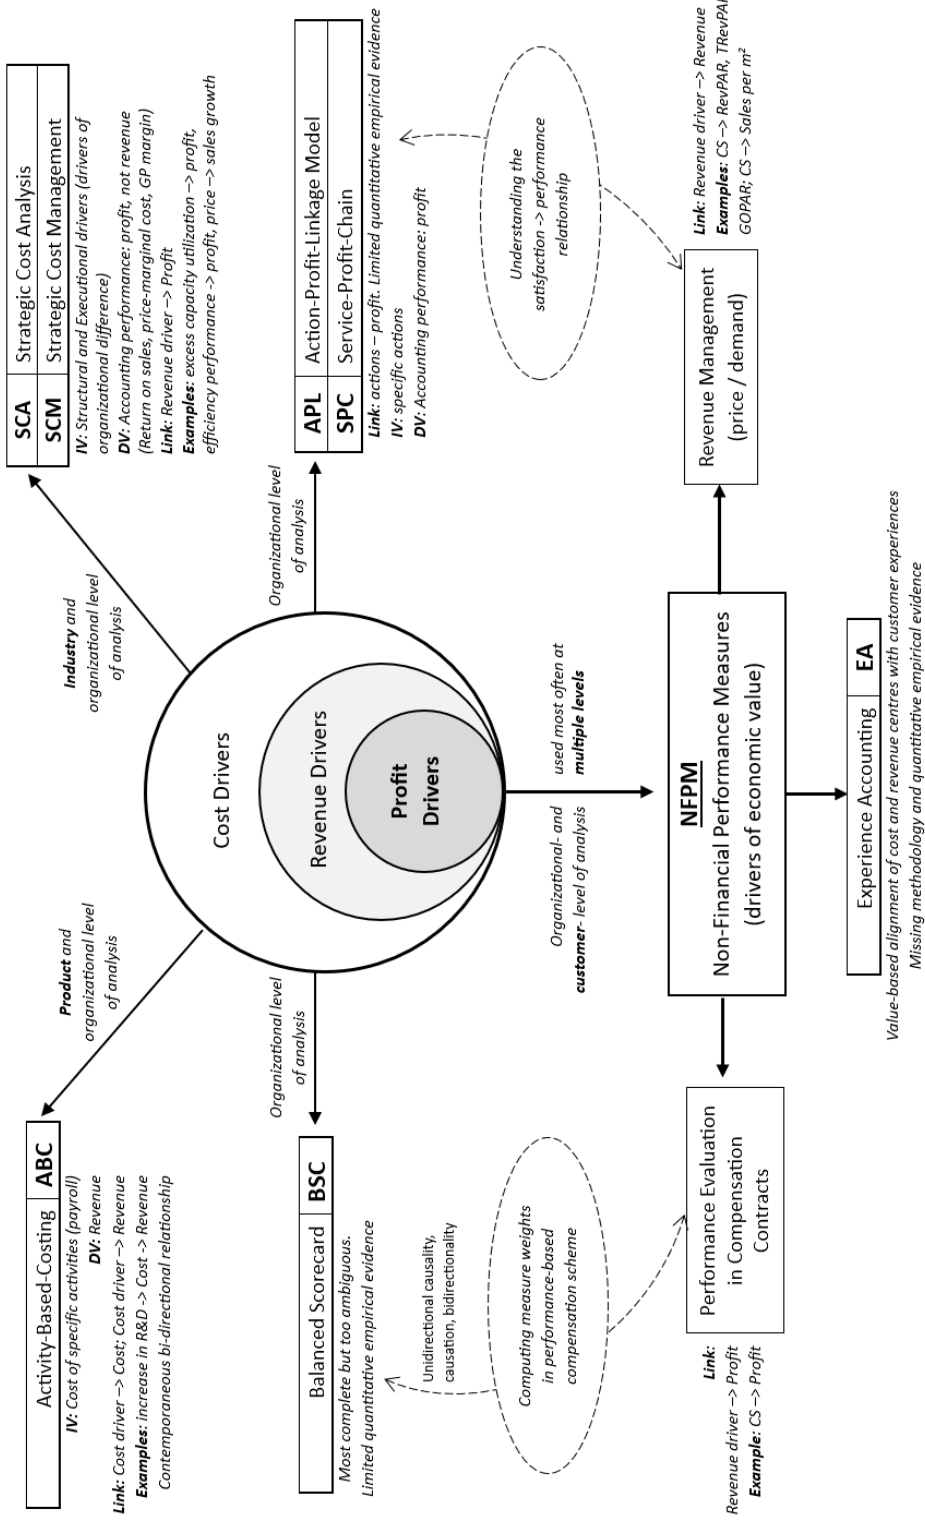 Activity-Based-Costing ABC
IV: Cost of specific activities (payroll)
DV: Revenue
Link: Cost driver –> Cost; Cost driver –> Revenue
Examples: increase in R&D -> Cost -> Revenue
Contemporaneous bi-directional relationship
Product and
organizational level
of analysis
Industry and
organizational level
of analysis
SCA Strategic Cost Analysis
SCM Strategic Cost Management
IV: Structural and Executional drivers (drivers of
organizational difference)
DV: Accounting performance: profit, not revenue
(Return on sales, price-marginal cost, GP margin)
Link: Revenue driver –> Profit
Examples: excess capacity utilization –> profit,
efficiency performance -> profit, price –> sales growth
Cost Drivers
Revenue Drivers
Profit
Drivers
Organizational level
of analysis
Balanced Scorecard BSC
Most complete but too ambiguous.
Limited quantitative empirical evidence
Unidirectional causality,
causation, bidirectionality
Computing measure weights
in performance-based
compensation scheme
Organizational level
of analysis
APL Action-Profit-Linkage Model
SPC Service-Profit-Chain
Link: actions – profit. Limited quantitative empirical evidence
IV: specific actions
DV: Accounting performance: profit
Understanding the
satisfaction -> performance
relationship
Organizational- and
customer- level of analysis
used most often at
multiple levels
NFPM
Non-Financial Performance Measures
(drivers of economic value)
Performance Evaluation
in Compensation
Contracts
Link:
Revenue driver –> Profit
Example: CS –> Profit
Revenue Management
(price / demand)
Link: Revenue driver –> Revenue
Examples: CS –> RevPAR, TRevPAR
GOPAR; CS –> Sales per m²
Experience Accounting EA
Value-based alignment of cost and revenue centres with customer experiences
Missing methodology and quantitative empirical evidence